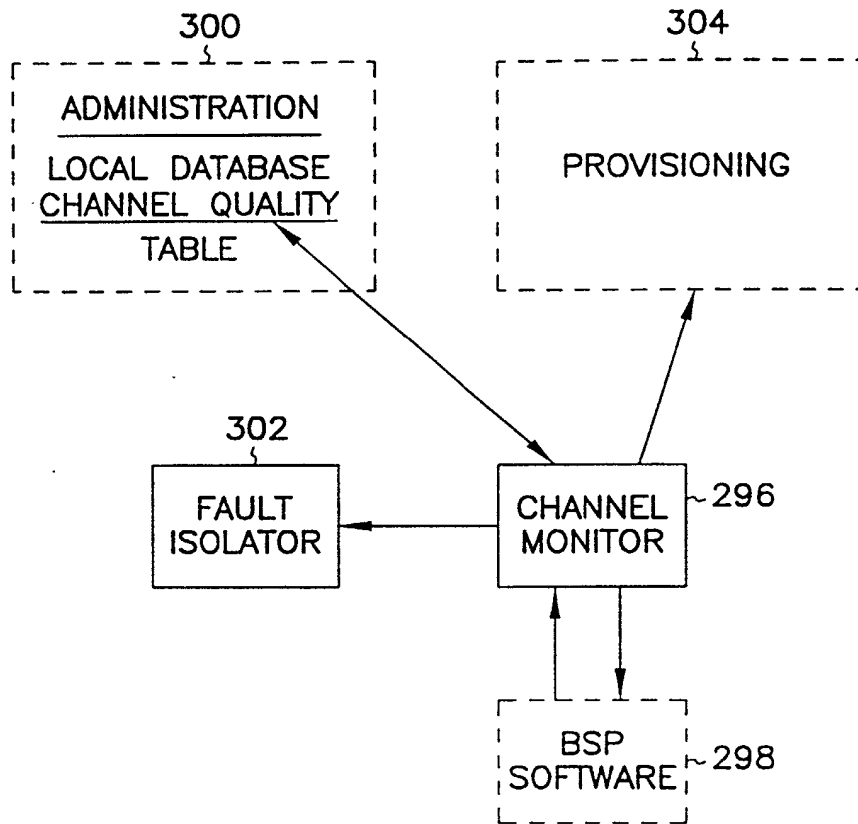 300
ADMINISTRATION
LOCAL DATABASE
CHANNEL QUALITY
TABLE
304
PROVISIONING
302
FAULT
ISOLATOR
CHANNEL
MONITOR
296
BSP
SOFTWARE
298